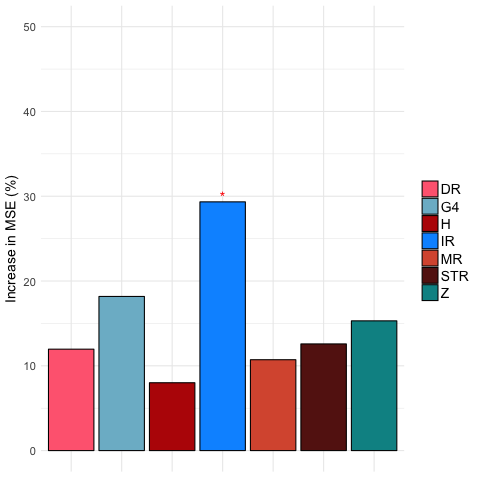 50
40
30
20
10
0
Increase in MSE (%)
*
DR
G4
H
IR
MR
STR
Z